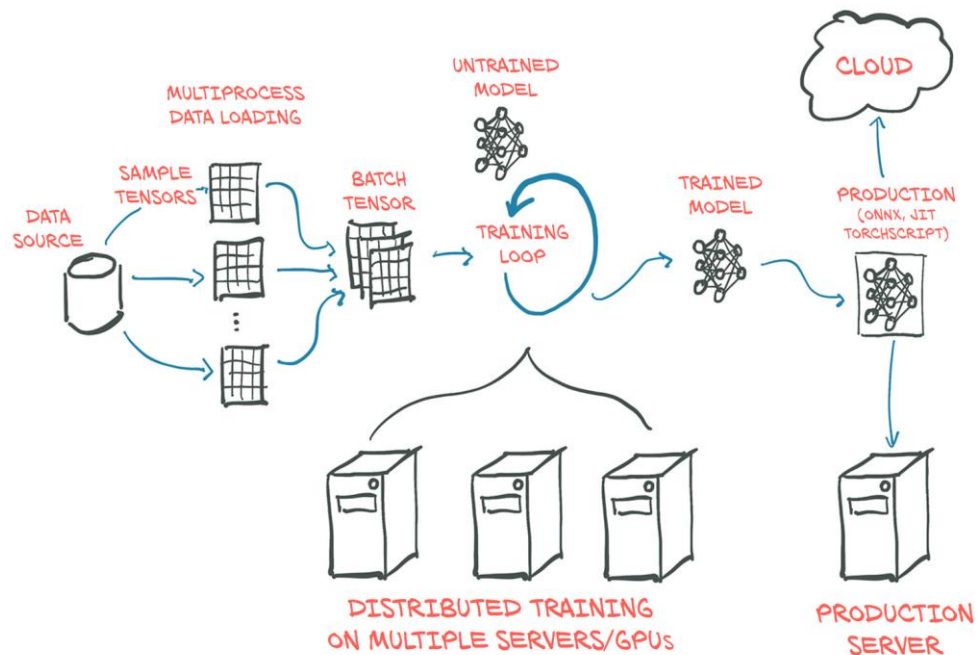 DATA
SOURCE
SAMPLE
TENSORS
MULTIPROCESS
DATA LOADING
...
BATCH
TENSOR
UNTRAINED
MODEL
TRAINING
LOOP
TRAINED
MODEL
CLOUD
PRODUCTION
(ONNX, JIT
TORCHSCRIPT)
DISTRIBUTED TRAINING
ON MULTIPLE SERVERS/GPUs
PRODUCTION
SERVER